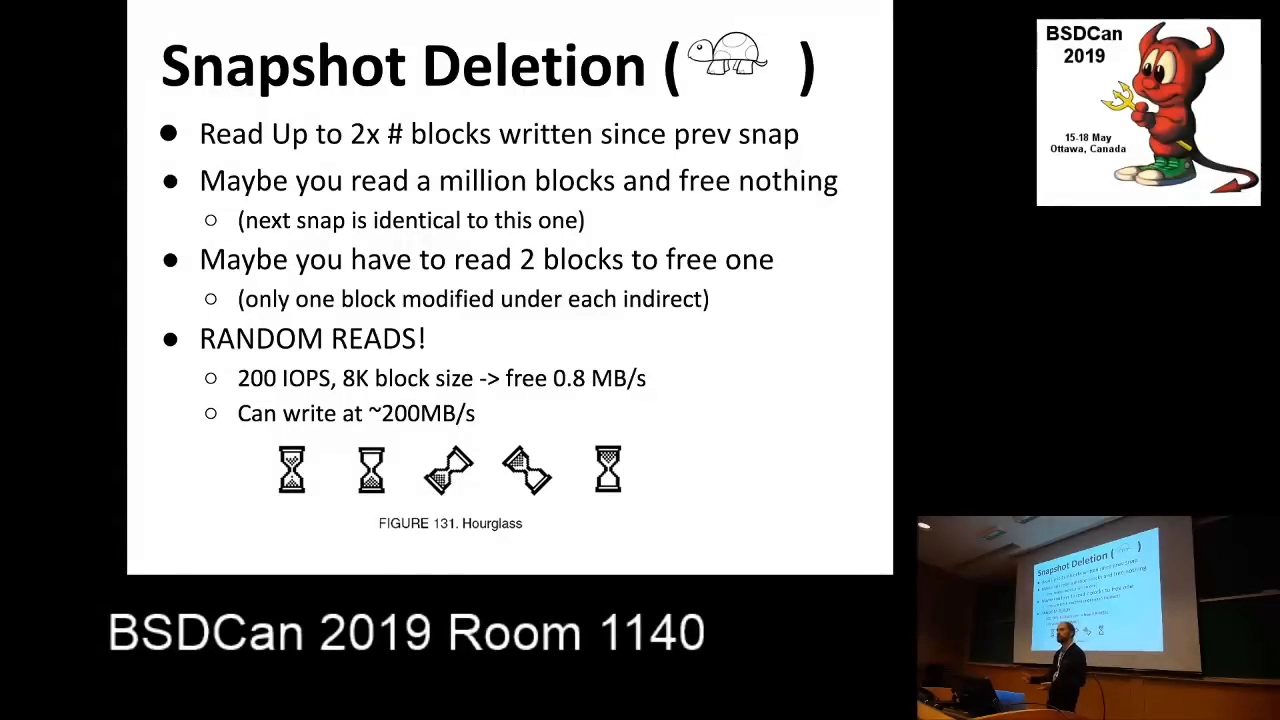 Snapshot Deletion ( )
● Read Up to 2x # blocks written since prev snap
● Maybe you read a million blocks and free nothing
○ (next snap is identical to this one)
● Maybe you have to read 2 blocks to free one
○ (only one block modified under each indirect)
● RANDOM READS!
○ 200 IOPS, 8K block size -> free 0.8 MB/s
○ Can write at ~200MB/s
FIGURE 131. Hourglass
BSDCan
2019
15-18 May
Ottawa, Canada
Snapshot Deletion ( )
BSDCan 2019 Room 1140